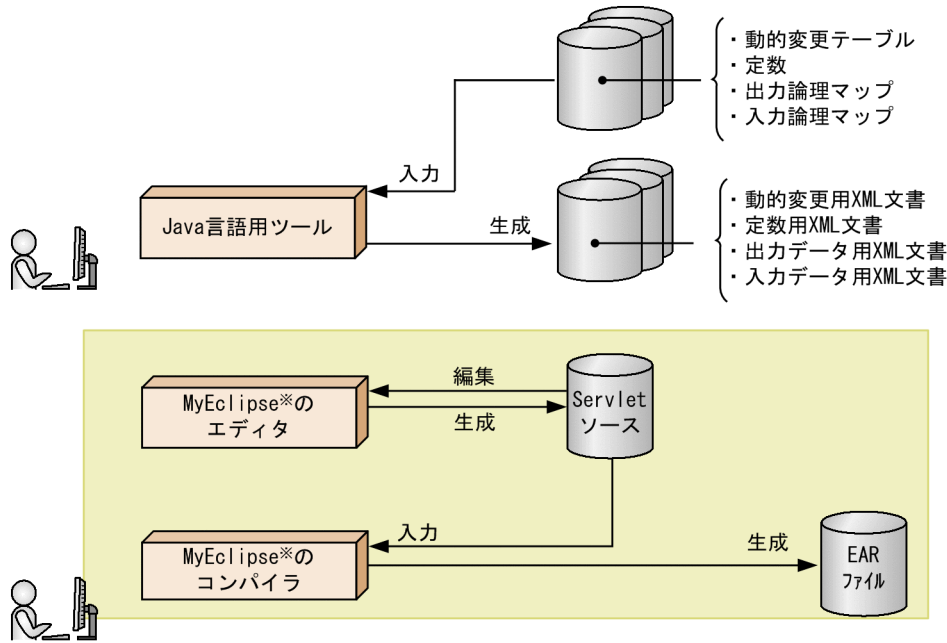 ・動的変更テーブル
・定数
・出力論理マップ
・入力論理マップ
入力
Java言語用ツール
生成
・動的変更用XML文書
・定数用XML文書
・出力データ用XML文書
・入力データ用XML文書
MyEclipse※の
エディタ
編集
生成
Servlet
ソース
入力
MyEclipse※の
コンパイラ
生成
EAR
ファイル